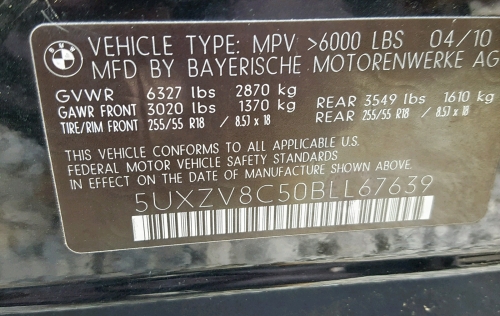 BMW
VEHICLE TYPE: MPV >6000 LBS 04/10
MFD BY BAYERISCHE MOTORENWERKE AG
GVWR 6327 lbs 2870 kg
GAWR FRONT 3020 lbs 1370 kg REAR 3549 lbs 1610 kg
TIRE/RIM FRONT 255/55 R18 / 8.5J x 18 REAR 255/55 R18 / 8.5J x 18
THIS VEHICLE CONFORMS TO ALL APPLICABLE U.S.
FEDERAL MOTOR VEHICLE SAFETY STANDARDS
IN EFFECT ON THE DATE OF MANUFACTURE SHOWN ABOVE.
5UXZV8C50BLL67639